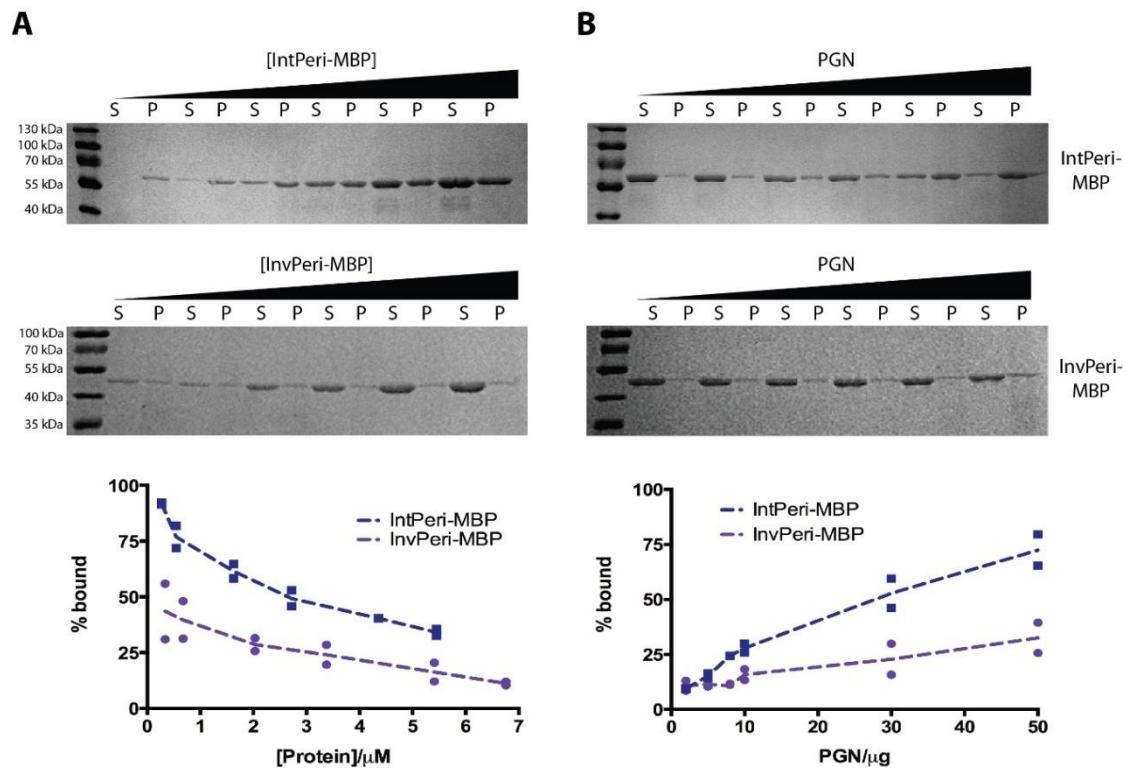 A
B
[IntPeri-MBP]
S P S P S P S P S P S P
130 kDa
100 kDa
70 kDa
55 kDa
40 kDa
PGN
S P S P S P S P S P S P
IntPeri-
MBP
[InvPeri-MBP]
S P S P S P S P S P S P
100 kDa
70 kDa
55 kDa
40 kDa
35 kDa
PGN
S P S P S P S P S P S P
InvPeri-
MBP
100
75
50
25
0
% bound
IntPeri-MBP
InvPeri-MBP
0 1 2 3 4 5 6 7
[Protein]/μM
100
75
50
25
0
% bound
IntPeri-MBP
InvPeri-MBP
0 10 20 30 40 50
PGN/μg